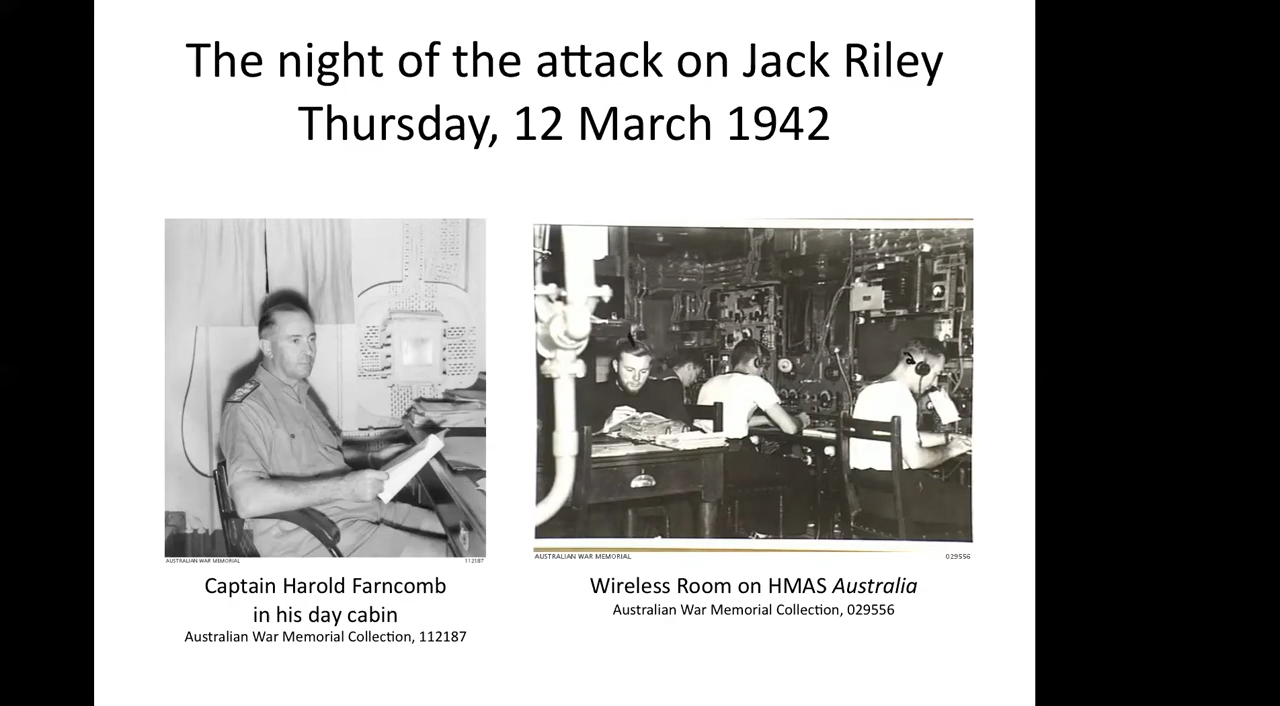 The night of the attack on Jack Riley
Thursday, 12 March 1942
AUSTRALIAN WAR MEMORIAL
112187
Captain Harold Farncomb
in his day cabin
Australian War Memorial Collection, 112187
AUSTRALIAN WAR MEMORIAL
029556
Wireless Room on HMAS Australia
Australian War Memorial Collection, 029556